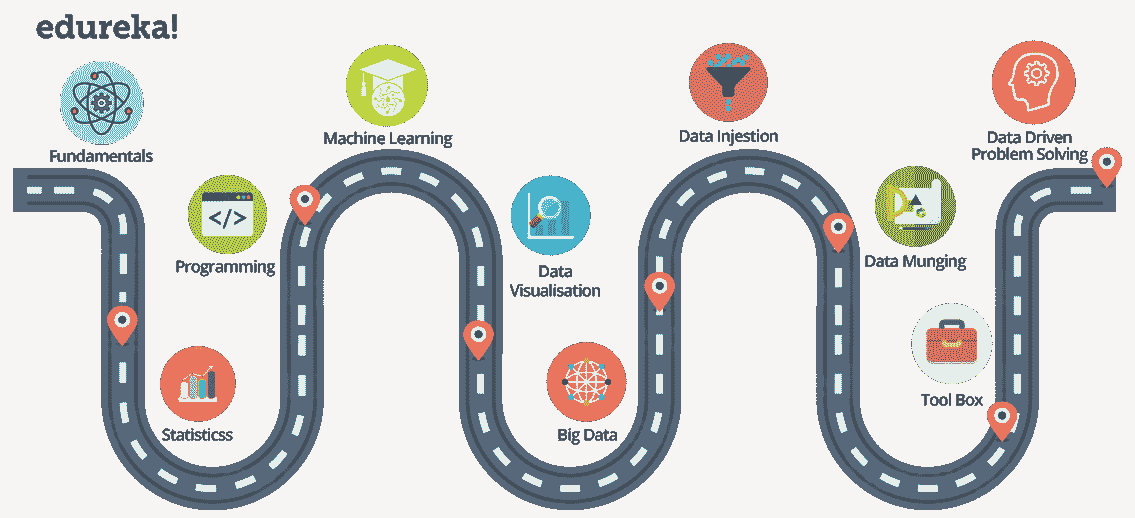 edureka!
Fundamentals
Statisticss
Programming
</>
Machine Learning
Data
Visualisation
Big Data
Data Injestion
Data Munging
Tool Box
Data Driven
Problem Solving